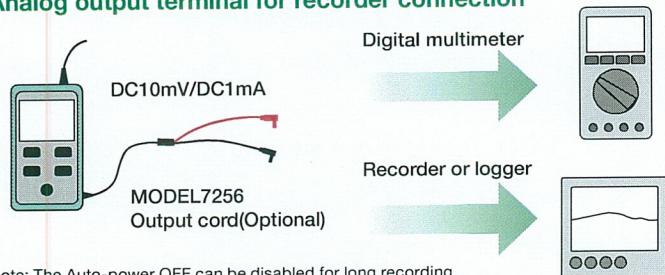 Analog output terminal for recorder connection
Digital multimeter
DC10mV/DC1mA
Recorder or logger
MODEL7256
Output cord(Optional)
Note: The Auto-power OFF can be disabled for long recording